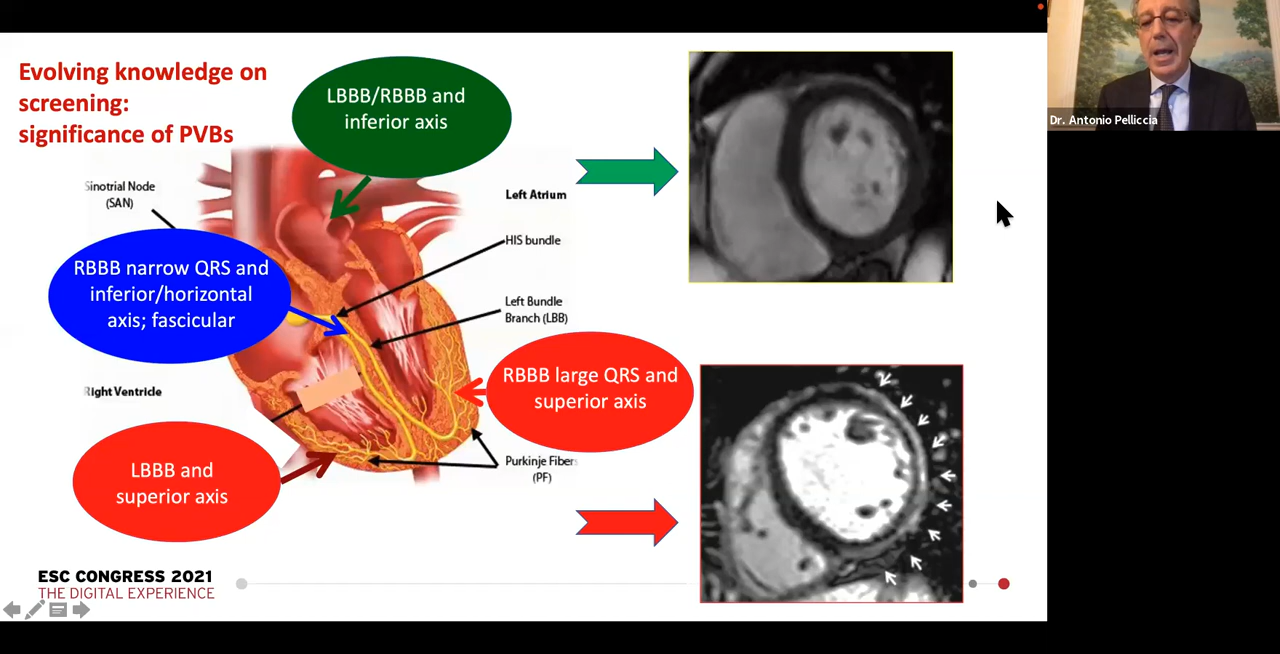 Evolving knowledge on
screening:
significance of PVBs
LBBB/RBBB and
inferior axis
Sinotrial Node
(SAN)
Left Atrium
HIS bundle
RBBB narrow QRS and
inferior/horizontal
axis; fascicular
Left Bundle
Branch (LBB)
RBBB large QRS and
superior axis
Right Ventricle
LBBB and
superior axis
Purkinje Fibers
(PF)
ESC CONGRESS 2021
THE DIGITAL EXPERIENCE
Dr. Antonio Pelliccia